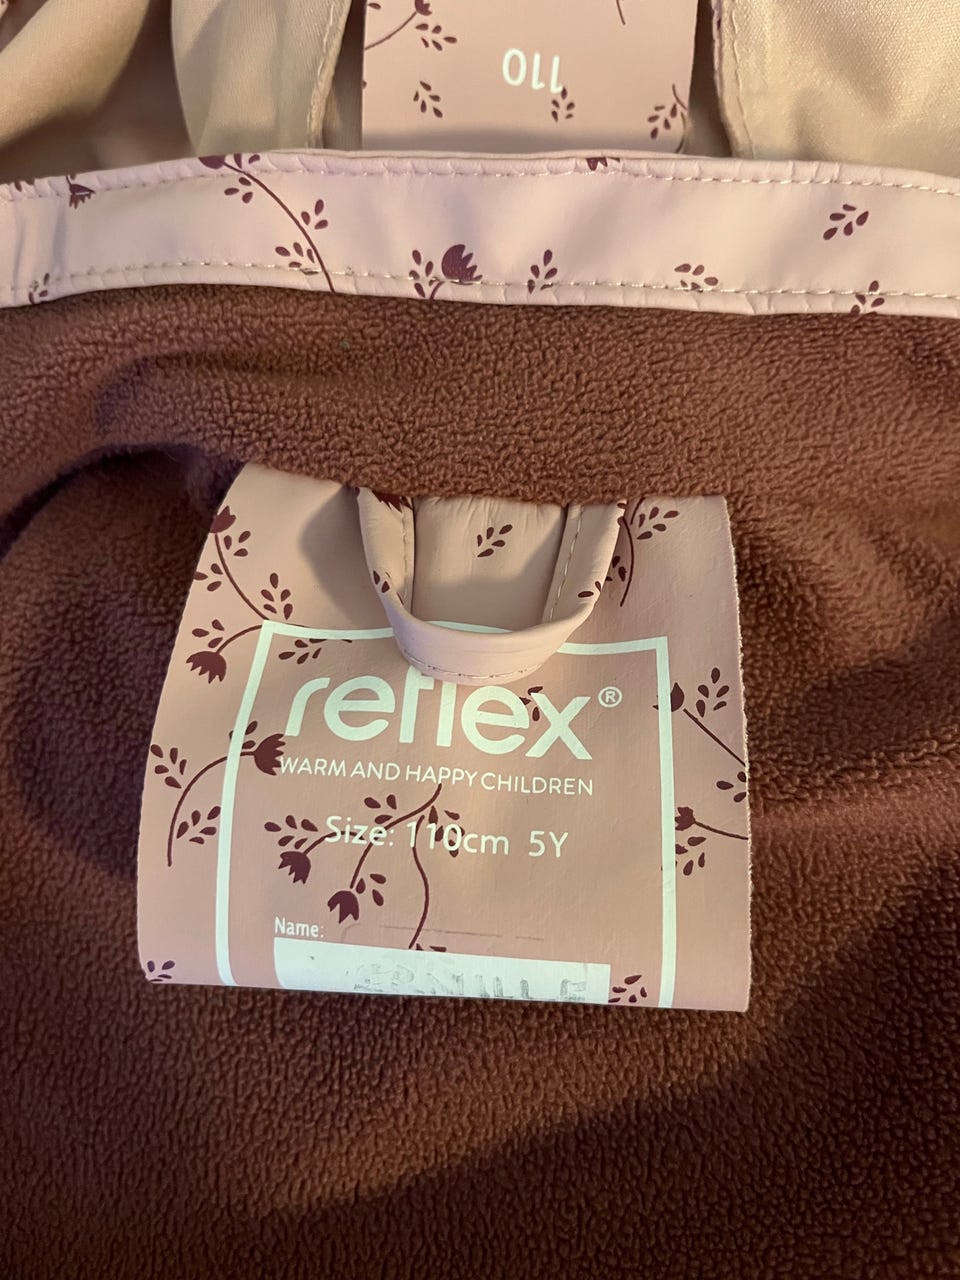 110
reflex®
WARM AND HAPPY CHILDREN
Size: 110cm 5Y
Name: